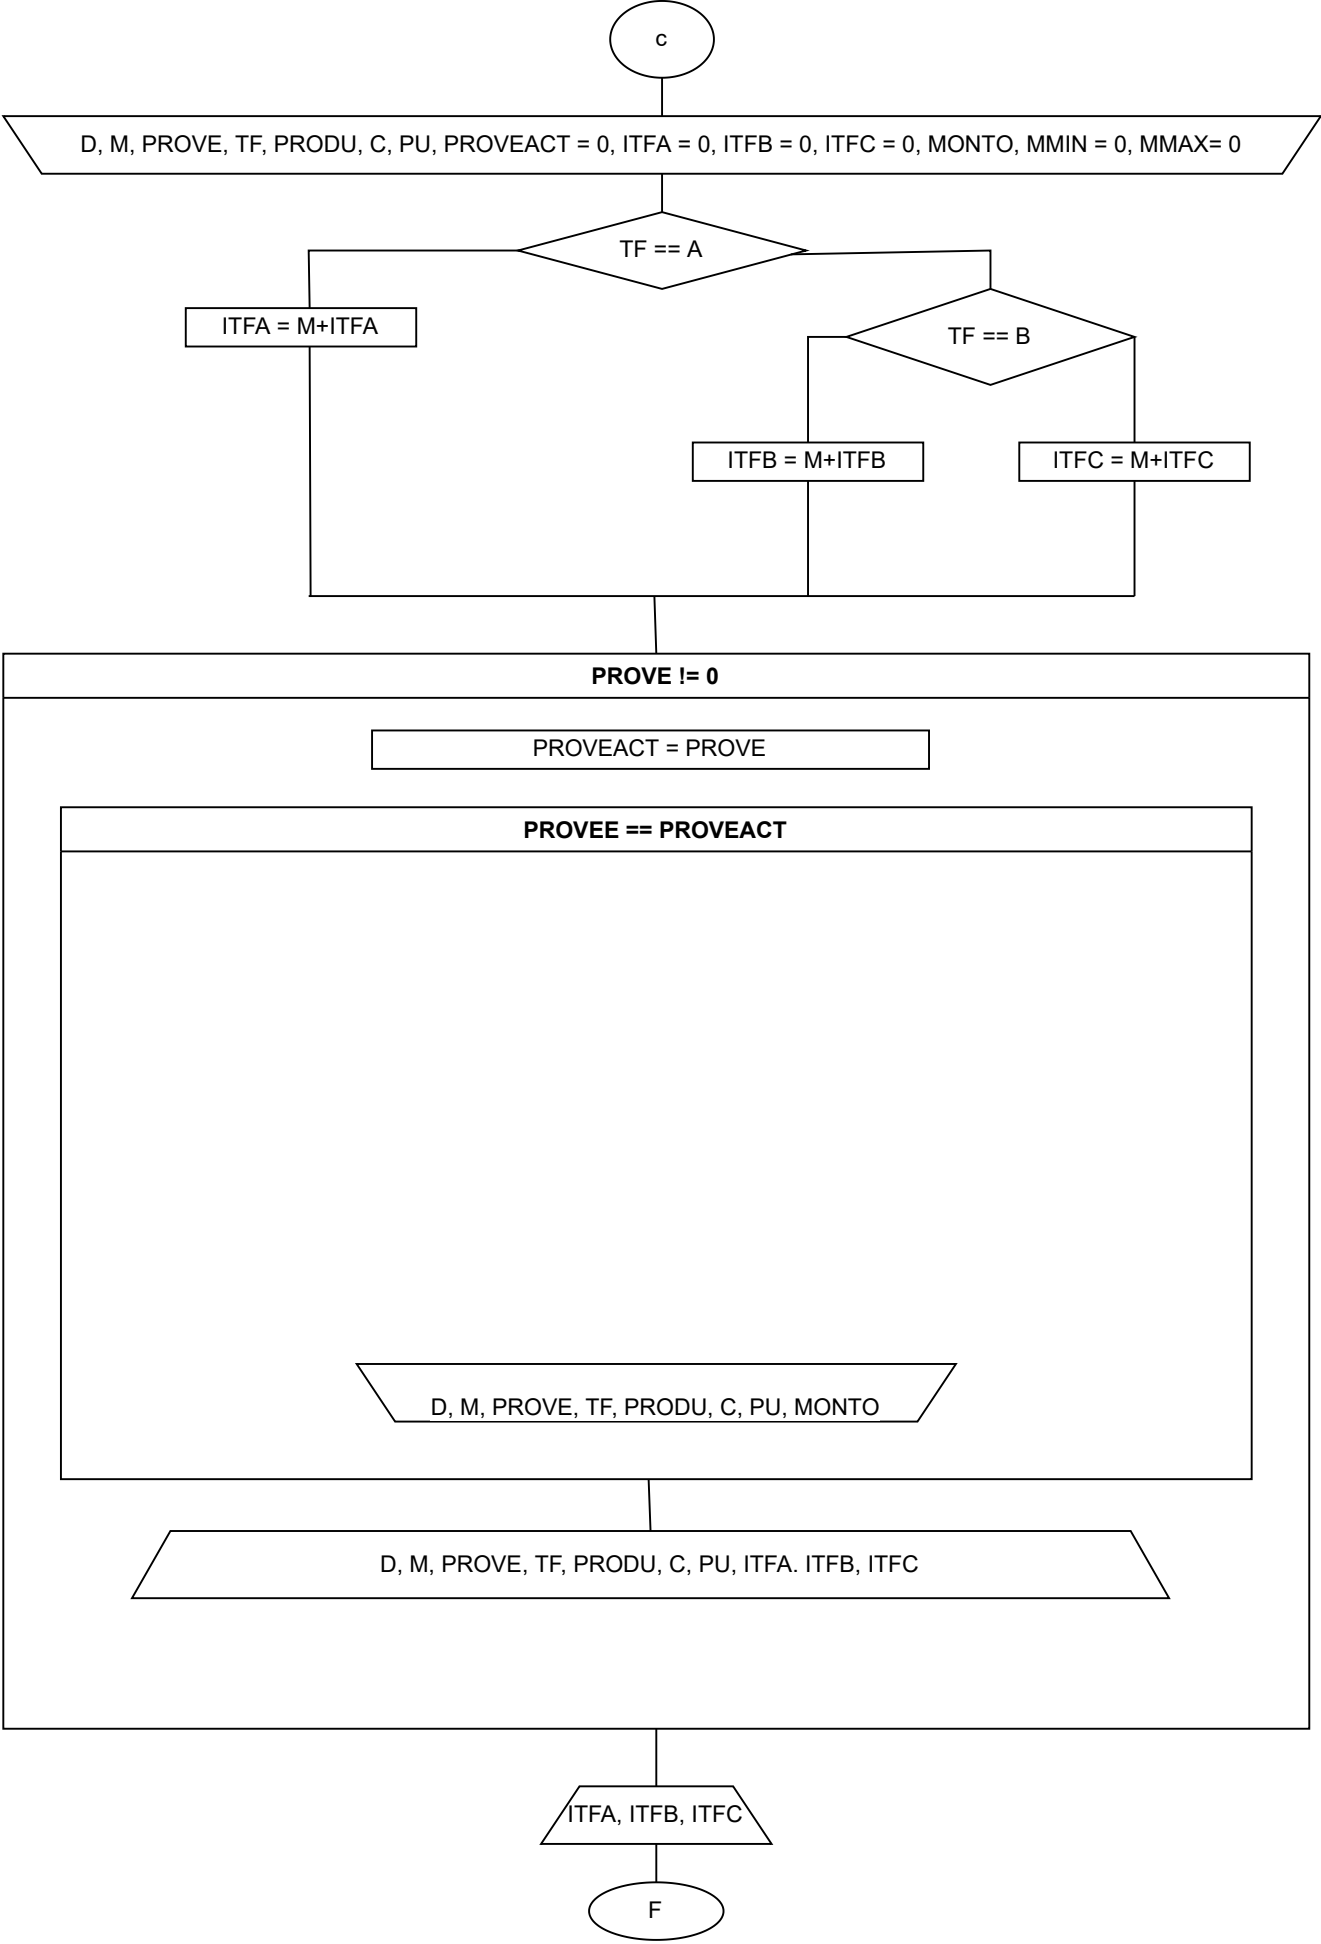 c
D, M, PROVE, TF, PRODU, C, PU, PROVEACT = 0, ITFA = 0, ITFB = 0, ITFC = 0, MONTO, MMIN = 0, MMAX= 0
TF == A
ITFA = M+ITFA
TF == B
ITFB = M+ITFB
ITFC = M+ITFC
PROVE != 0
PROVEACT = PROVE
PROVEE == PROVEACT
D, M, PROVE, TF, PRODU, C, PU, MONTO
D, M, PROVE, TF, PRODU, C, PU, ITFA. ITFB, ITFC
ITFA, ITFB, ITFC
F